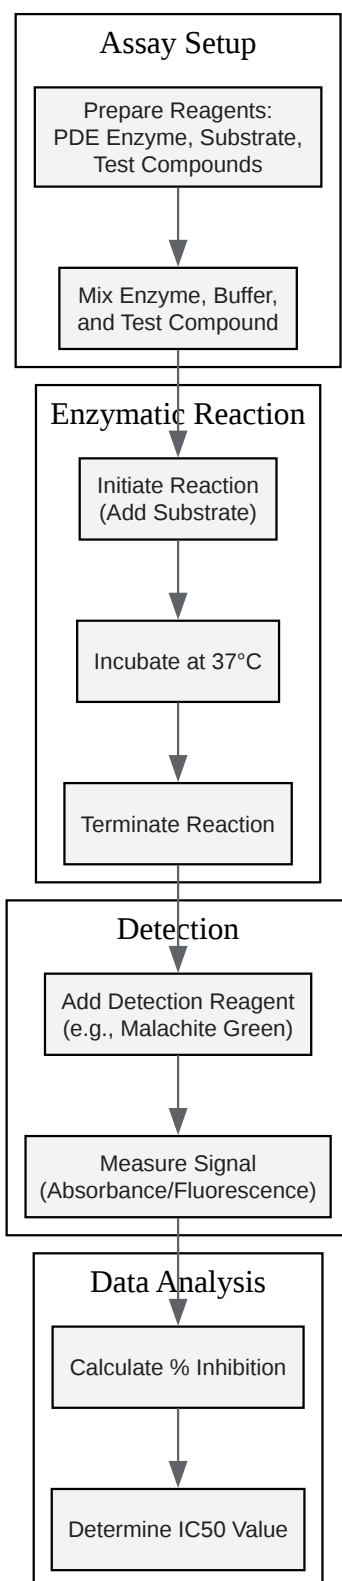 Assay Setup
Prepare Reagents:
PDE Enzyme, Substrate,
Test Compounds
Mix Enzyme, Buffer,
and Test Compound
Enzymatic Reaction
Initiate Reaction
(Add Substrate)
Incubate at 37°C
Terminate Reaction
Detection
Add Detection Reagent
(e.g., Malachite Green)
Measure Signal
(Absorbance/Fluorescence)
Data Analysis
Calculate % Inhibition
Determine IC50 Value